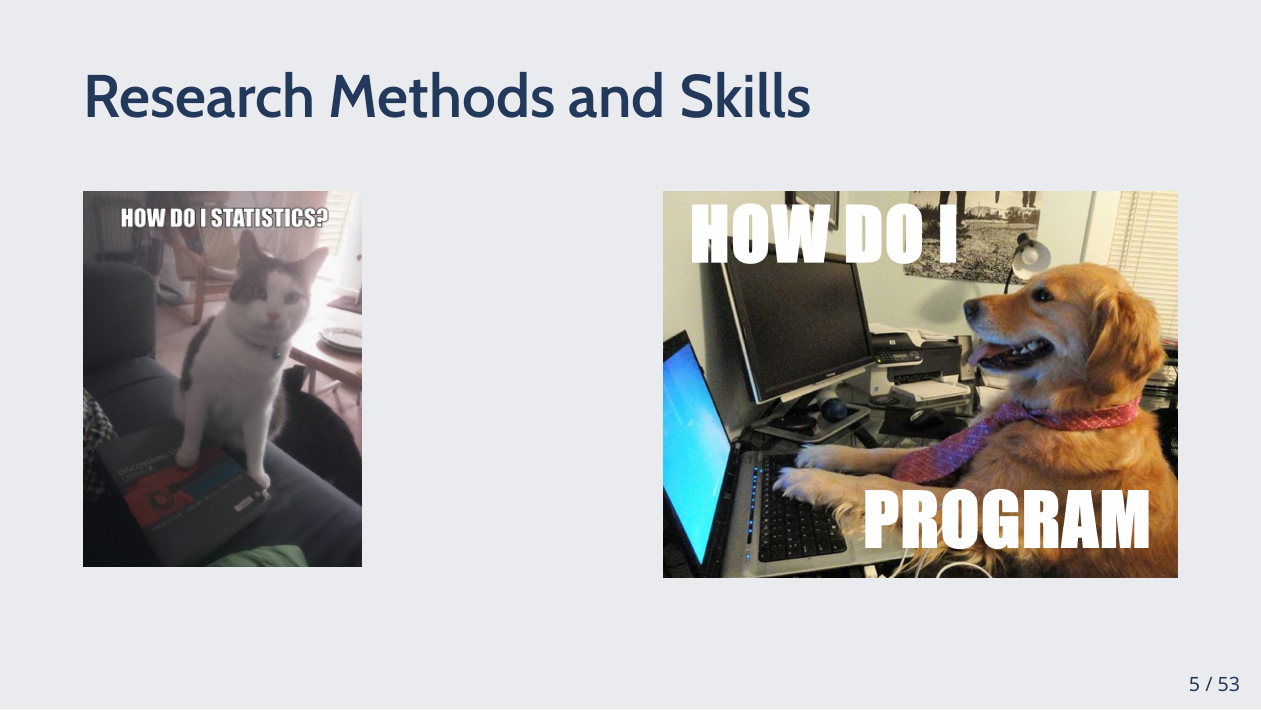 Research Methods and Skills
HOW DO I STATISTICS?
HOW DO I
PROGRAM
5 / 53